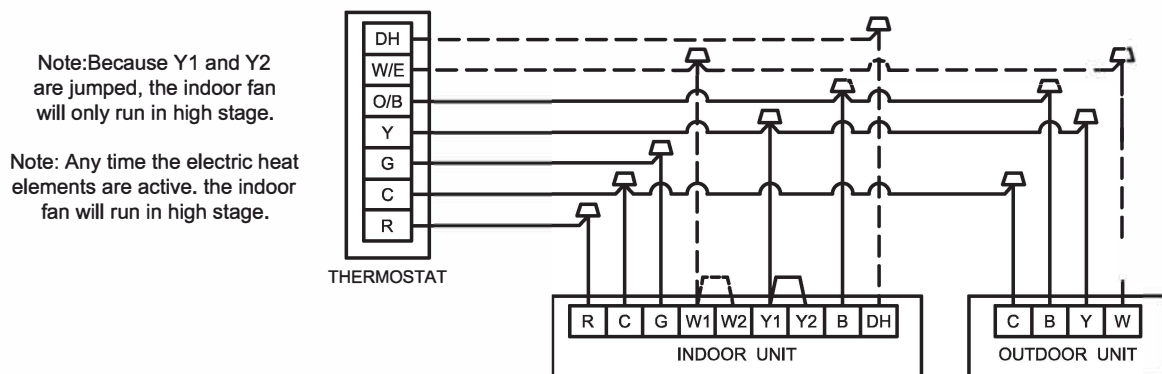 Note:Because Y1 and Y2
are jumped, the indoor fan
will only run in high stage.
Note: Any time the electric heat
elements are active. the indoor
fan will run in high stage.
DH
W/E
O/B
Y
G
C
R
THERMOSTAT
R C G W1 W2 Y1 Y2 B DH
INDOOR UNIT
C B Y W
OUTDOOR UNIT